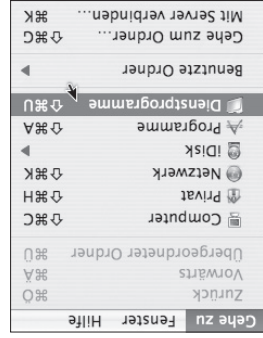 Gehe zu Fenster Hilfe
Zurück ⌘Ö
Vorwärts ⌘Ä
Übergeordneter Ordner ⌘Ü
Computer ⇧⌘C
Privat ⇧⌘H
Netzwerk ⇧⌘K
iDisk
Programme ⇧⌘A
Dienstprogramme ⇧⌘U
Benutzte Ordner
Gehe zum Ordner... ⇧⌘G
Mit Server verbinden... ⌘K